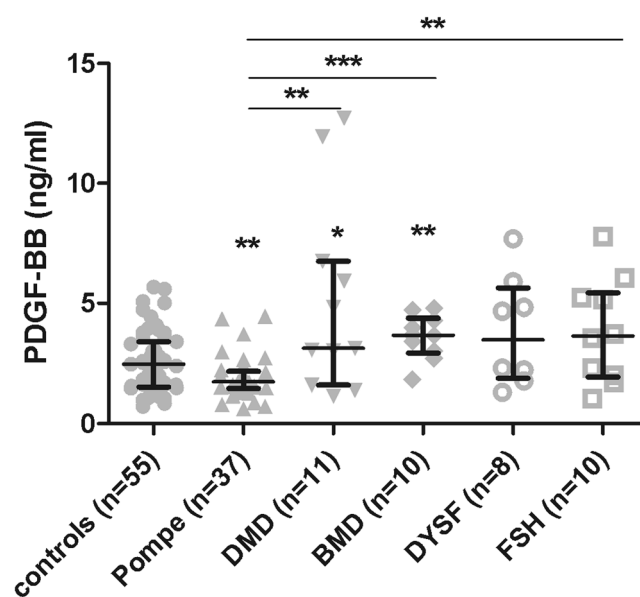 **
***
**
15
10
5
0
PDGF-BB (ng/ml)
**
*
**
controls (n=55)
Pompe (n=37)
DMD (n=11)
BMD (n=10)
DYSF (n=8)
FSH (n=10)